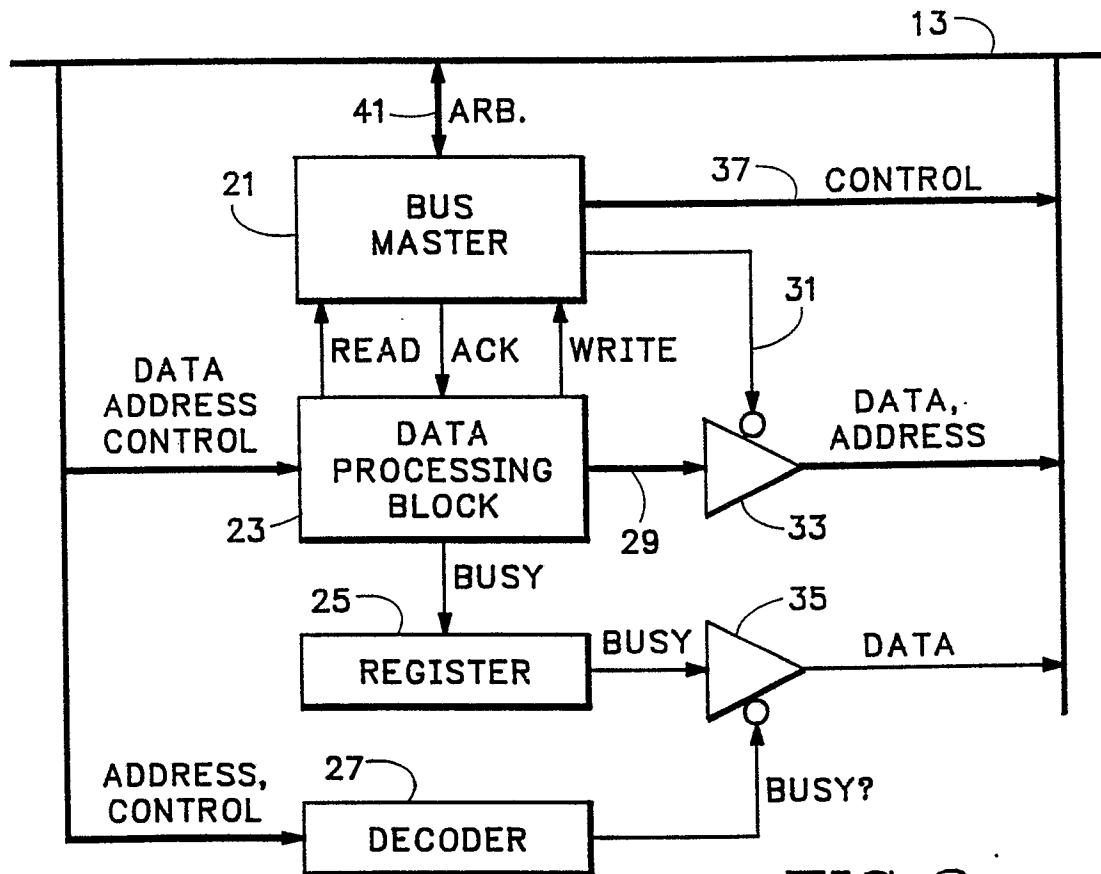 13
41
ARB.
21
BUS
MASTER
37
CONTROL
31
READ
ACK
WRITE
DATA
ADDRESS
CONTROL
DATA
PROCESSING
BLOCK
23
29
DATA,
ADDRESS
33
BUSY
25
REGISTER
BUSY
35
DATA
ADDRESS,
CONTROL
27
DECODER
BUSY?